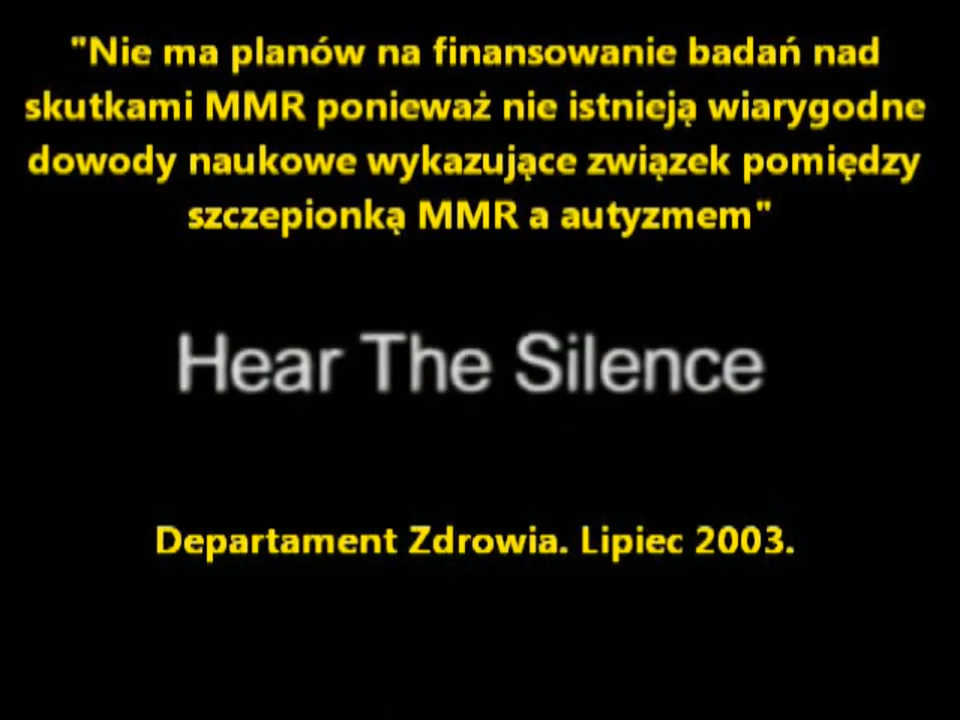 "Nie ma planów na finansowanie badań nad
skutkami MMR ponieważ nie istnieją wiarygodne
dowody naukowe wykazujące związek pomiędzy
szczepionką MMR a autyzmem"
Hear The Silence
Departament Zdrowia. Lipiec 2003.